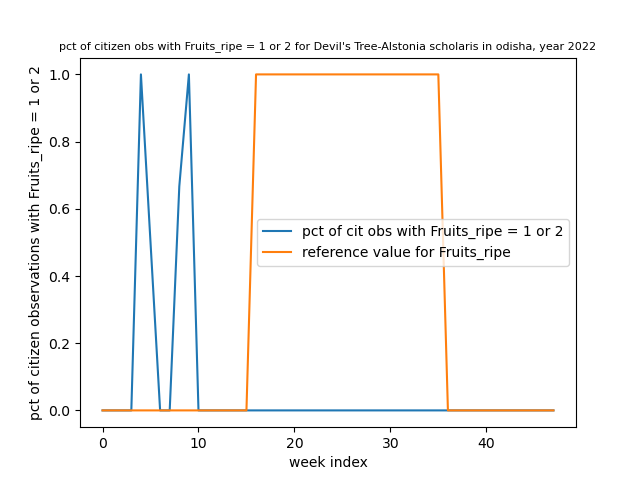 pct of citizen obs with Fruits_ripe = 1 or 2 for Devil's Tree-Alstonia scholaris in odisha, year 2022
pct of citizen observations with Fruits_ripe = 1 or 2
1.0
0.8
0.6
0.4
0.2
0.0
pct of cit obs with Fruits_ripe = 1 or 2
reference value for Fruits_ripe
0
10
20
30
40
week index